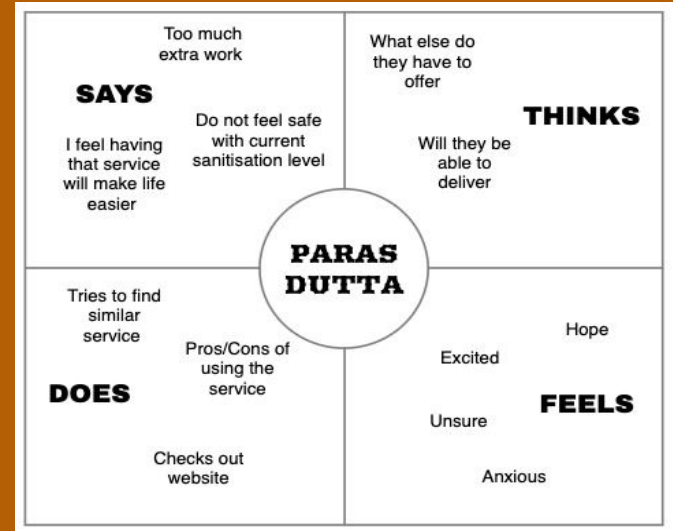 Too much
extra work
SAYS
Do not feel safe
with current
sanitisation level
I feel having
that service
will make life
easier
What else do
they have to
offer
THINKS
Will they be
able to
deliver
PARAS
DUTTA
Tries to find
similar
service
Pros/Cons of
using the
service
DOES
Checks out
website
Hope
Excited
FEELS
Unsure
Anxious